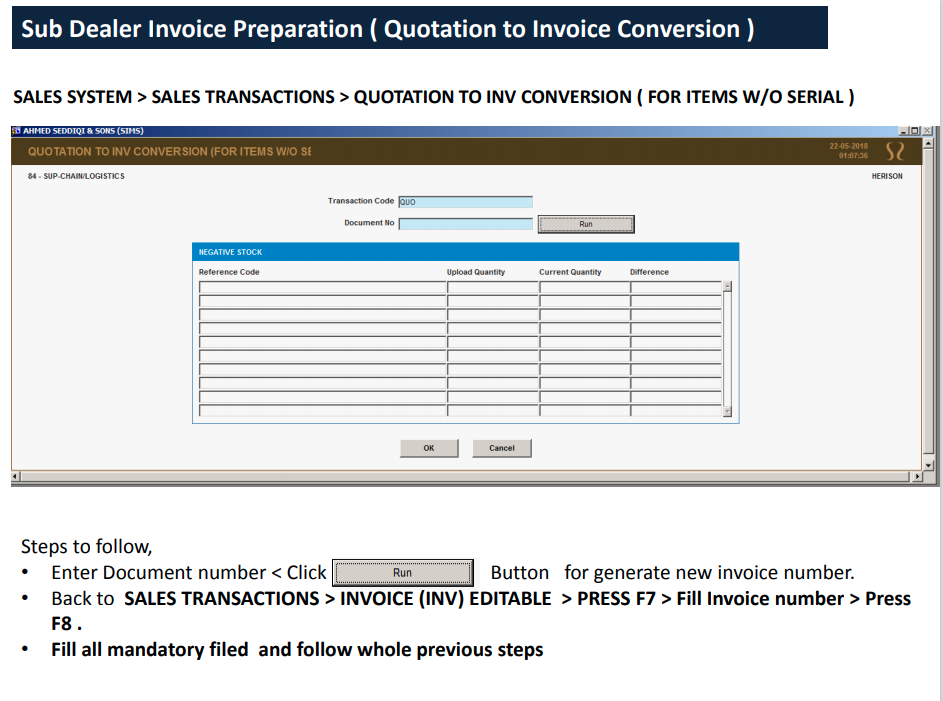 Sub Dealer Invoice Preparation ( Quotation to Invoice Conversion )
SALES SYSTEM > SALES TRANSACTIONS > QUOTATION TO INV CONVERSION ( FOR ITEMS W/O SERIAL )
AHMED SEDDIQI & SONS (SIMS)
QUOTATION TO INV CONVERSION (FOR ITEMS W/O SE
22-05-2018
01:07:36
84 - SUP-CHAIN/LOGISTICS
HERISON
Transaction Code QUO
Document No
Run
NEGATIVE STOCK
Reference Code Upload Quantity Current Quantity Difference
OK Cancel
Steps to follow,
• Enter Document number < Click Run Button for generate new invoice number.
• Back to SALES TRANSACTIONS > INVOICE (INV) EDITABLE > PRESS F7 > Fill Invoice number > Press
F8 .
• Fill all mandatory filed and follow whole previous steps